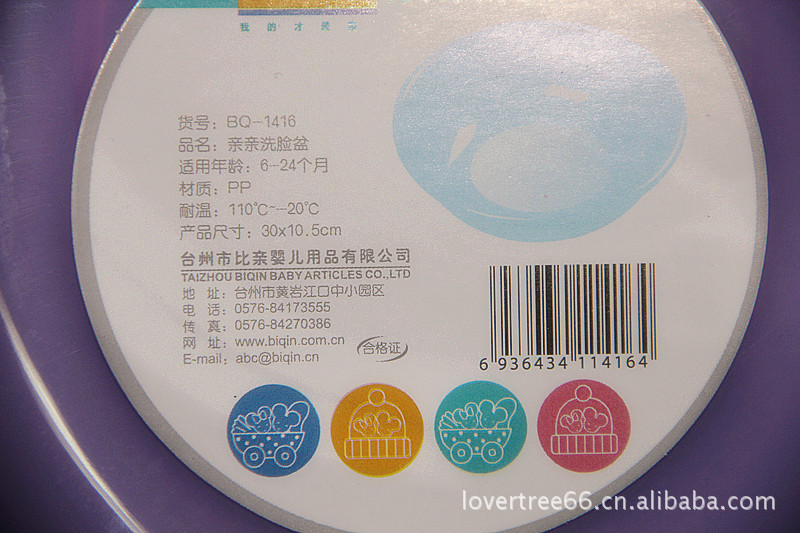 我的才是
货号：BQ-1416
品名：亲亲洗脸盆
适用年龄：6-24个月
材质：PP
耐温：110℃~-20℃
产品尺寸：30x10.5cm
台州市比亲婴儿用品有限公司
TAIZHOU BIQIN BABY ARTICLES CO.,LTD
地 址：台州市黄岩江口中小园区
电 话：0576-84173555
传 真：0576-84270386
网 址：www.biqin.com.cn
E-mail：abc@biqin.cn
合格证
6 936434 114164
lovertree66.cn.alibaba.com